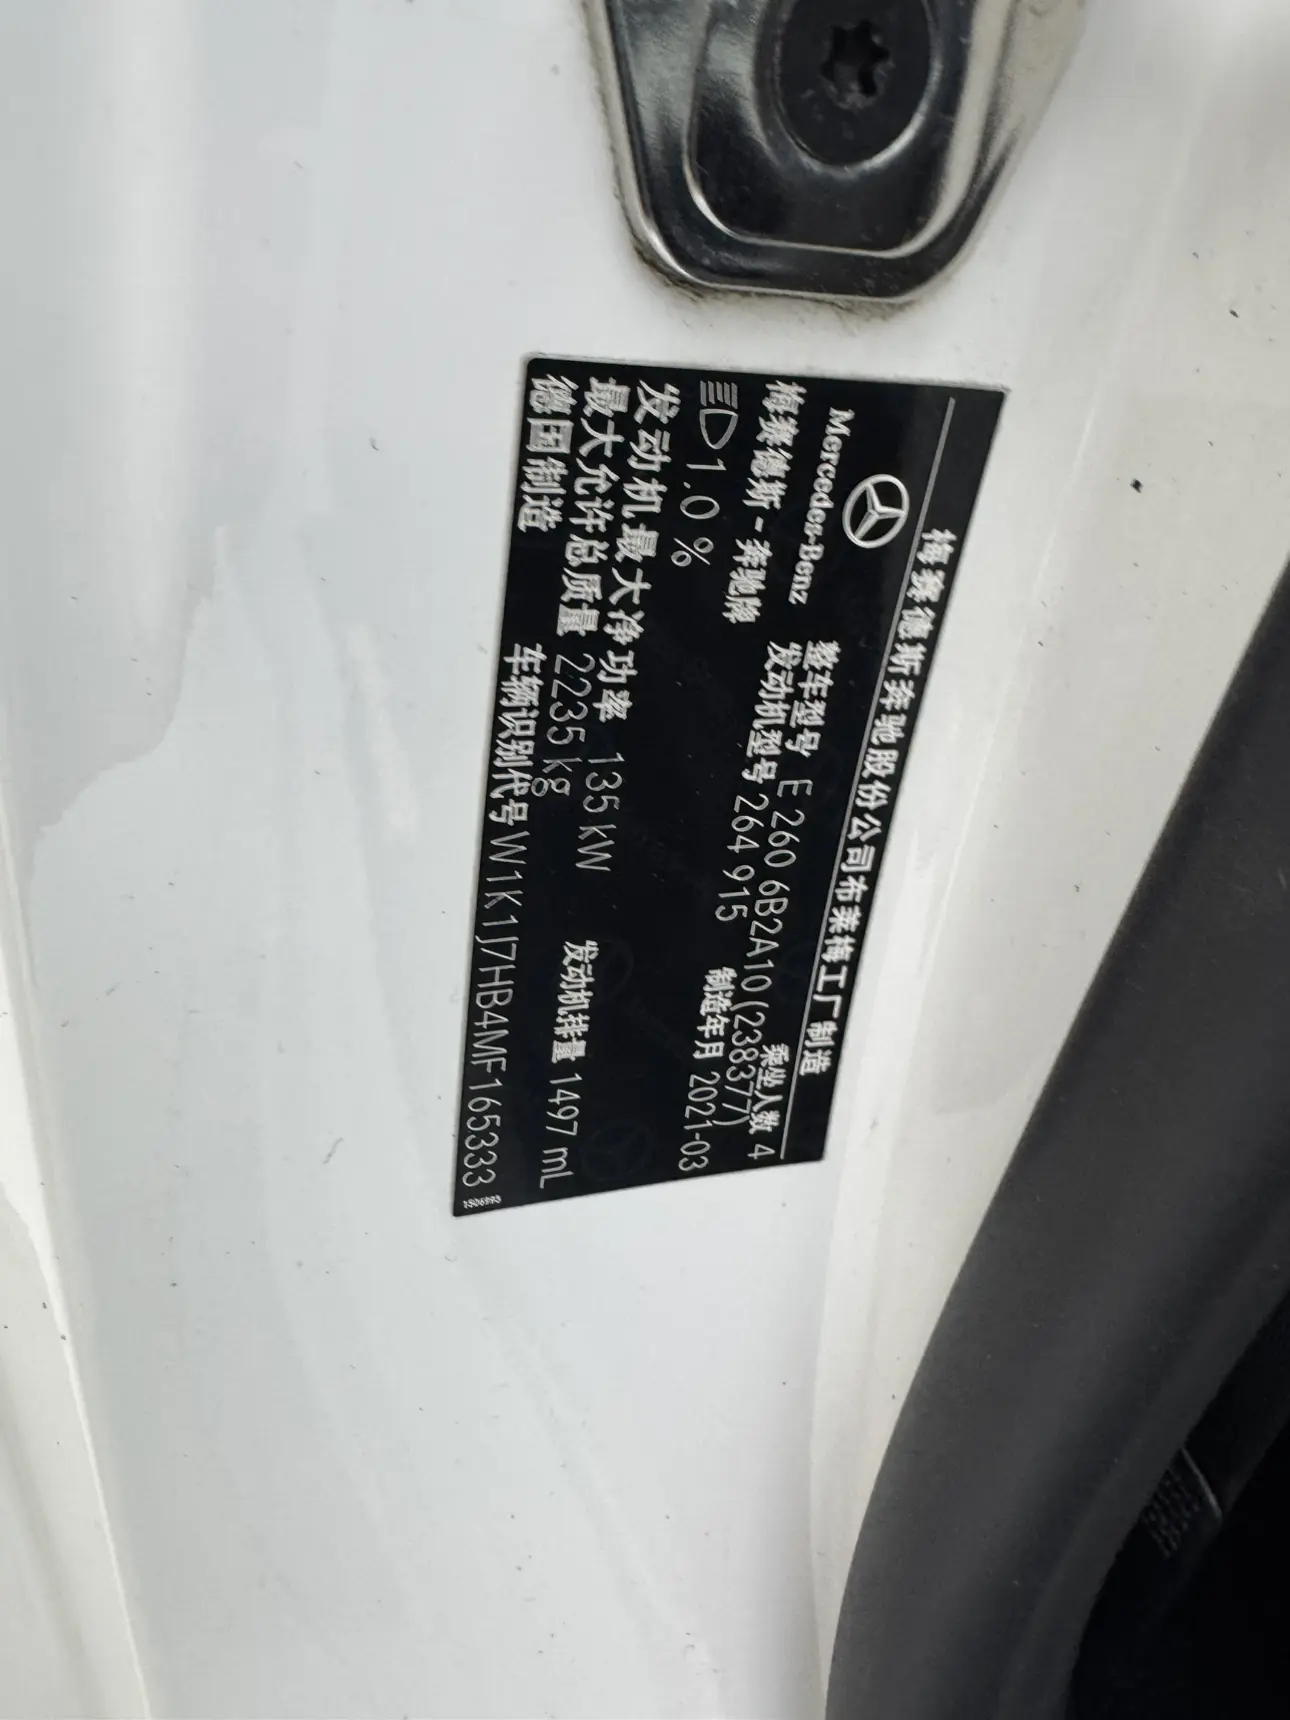 梅赛德斯奔驰股份公司布莱梅工厂制造
Mercedes-Benz
梅赛德斯-奔驰牌
整车型号 E 260 6B2A10 (238377)
乘坐人数 4
发动机型号 264 915
制造年月 2021-03
1.0 %
发动机最大净功率 135 kW
最大允许总质量 2235 kg
发动机排量 1497 mL
德国制造
车辆识别代号 W1K1J7HB4MF165333
1S06993